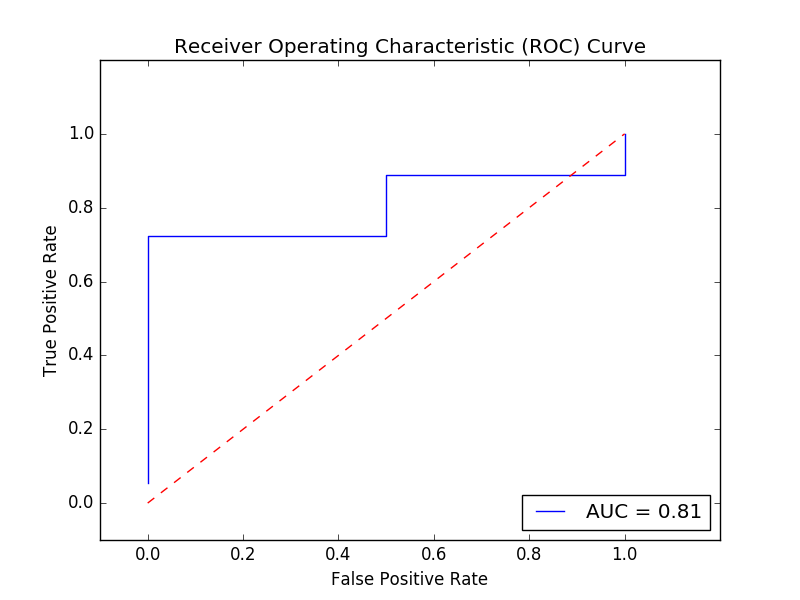 Receiver Operating Characteristic (ROC) Curve
True Positive Rate
1.0
0.8
0.6
0.4
0.2
0.0
0.0 0.2 0.4 0.6 0.8 1.0
False Positive Rate
AUC = 0.81